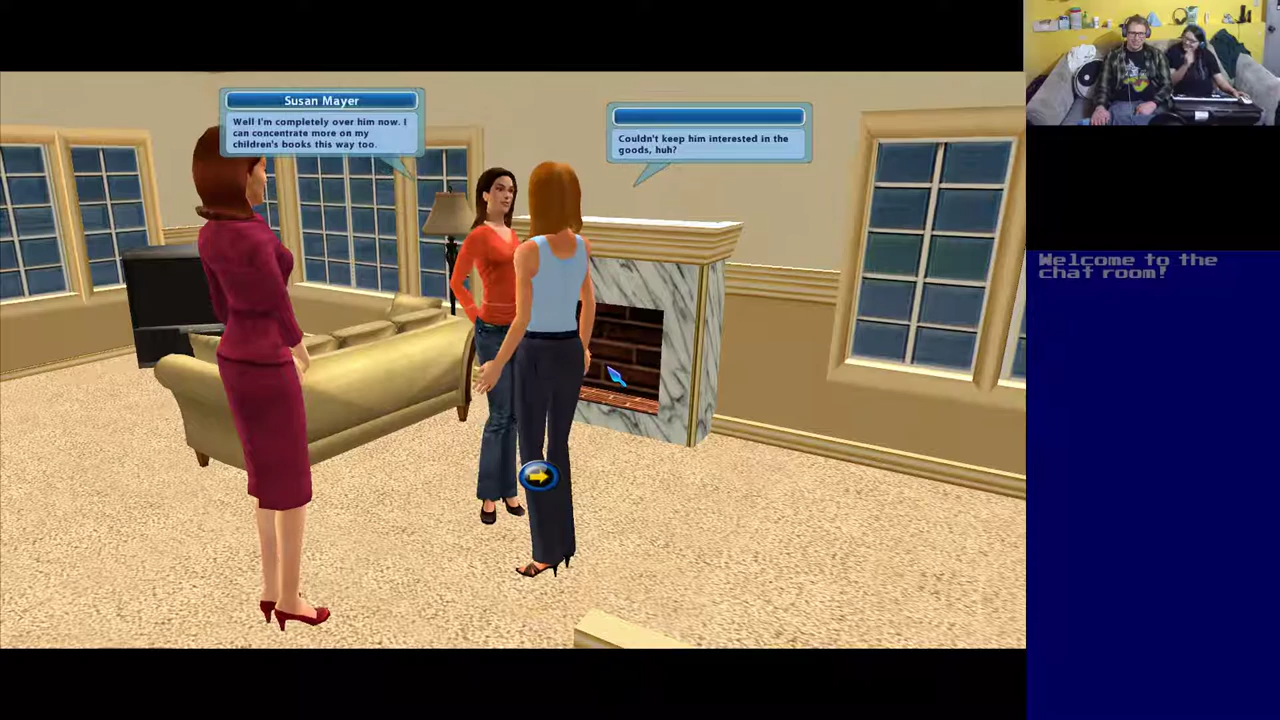 Susan Mayer
Well I'm completely over him now. I
can concentrate more on my
children's books this way too.
Couldn't keep him interested in the
goods, huh?
Welcome to the
chat room!